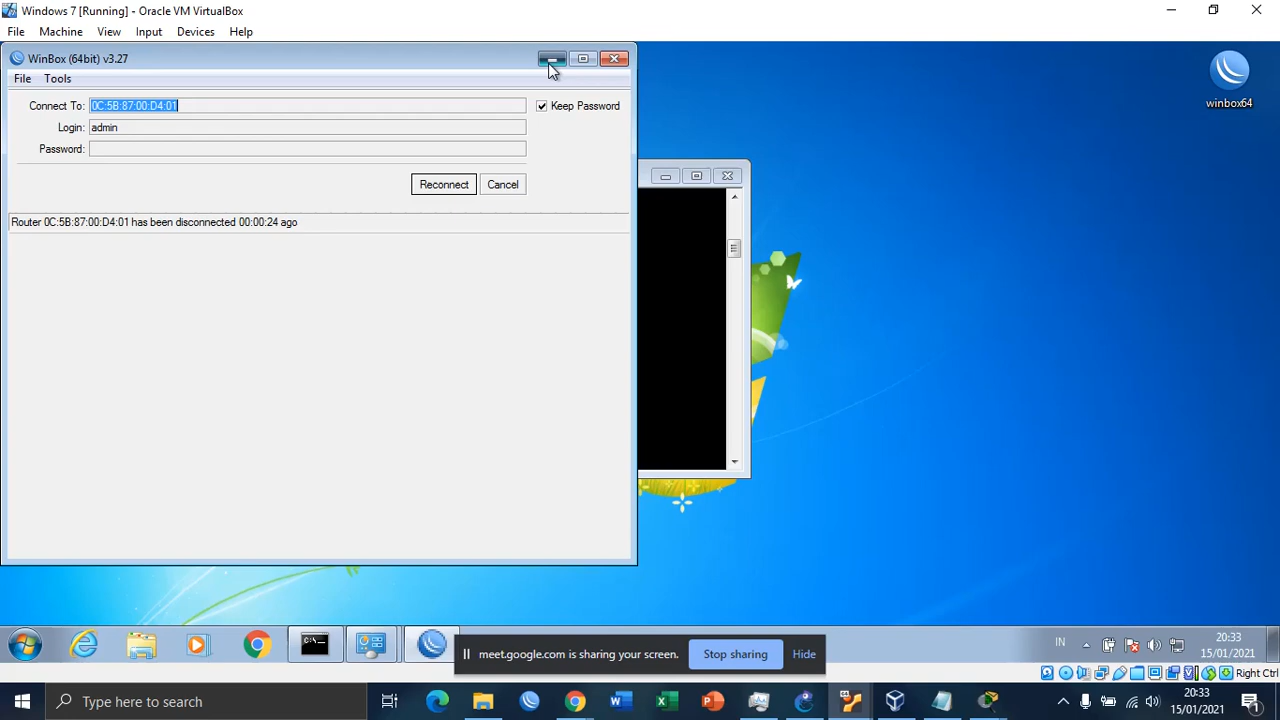 Windows 7 [Running] - Oracle VM VirtualBox
File Machine View Input Devices Help
WinBox (64bit) v3.27
File Tools
Connect To: 0C:5B:87:00:D4:01
Keep Password
Login: admin
Password:
Reconnect Cancel
Router 0C:5B:87:00:D4:01 has been disconnected 00:00:24 ago
winbox64
C:\
meet.google.com is sharing your screen.
Stop sharing
Hide
IN
20:33
15/01/2021
Right Ctrl
Type here to search
20:33
15/01/2021
1